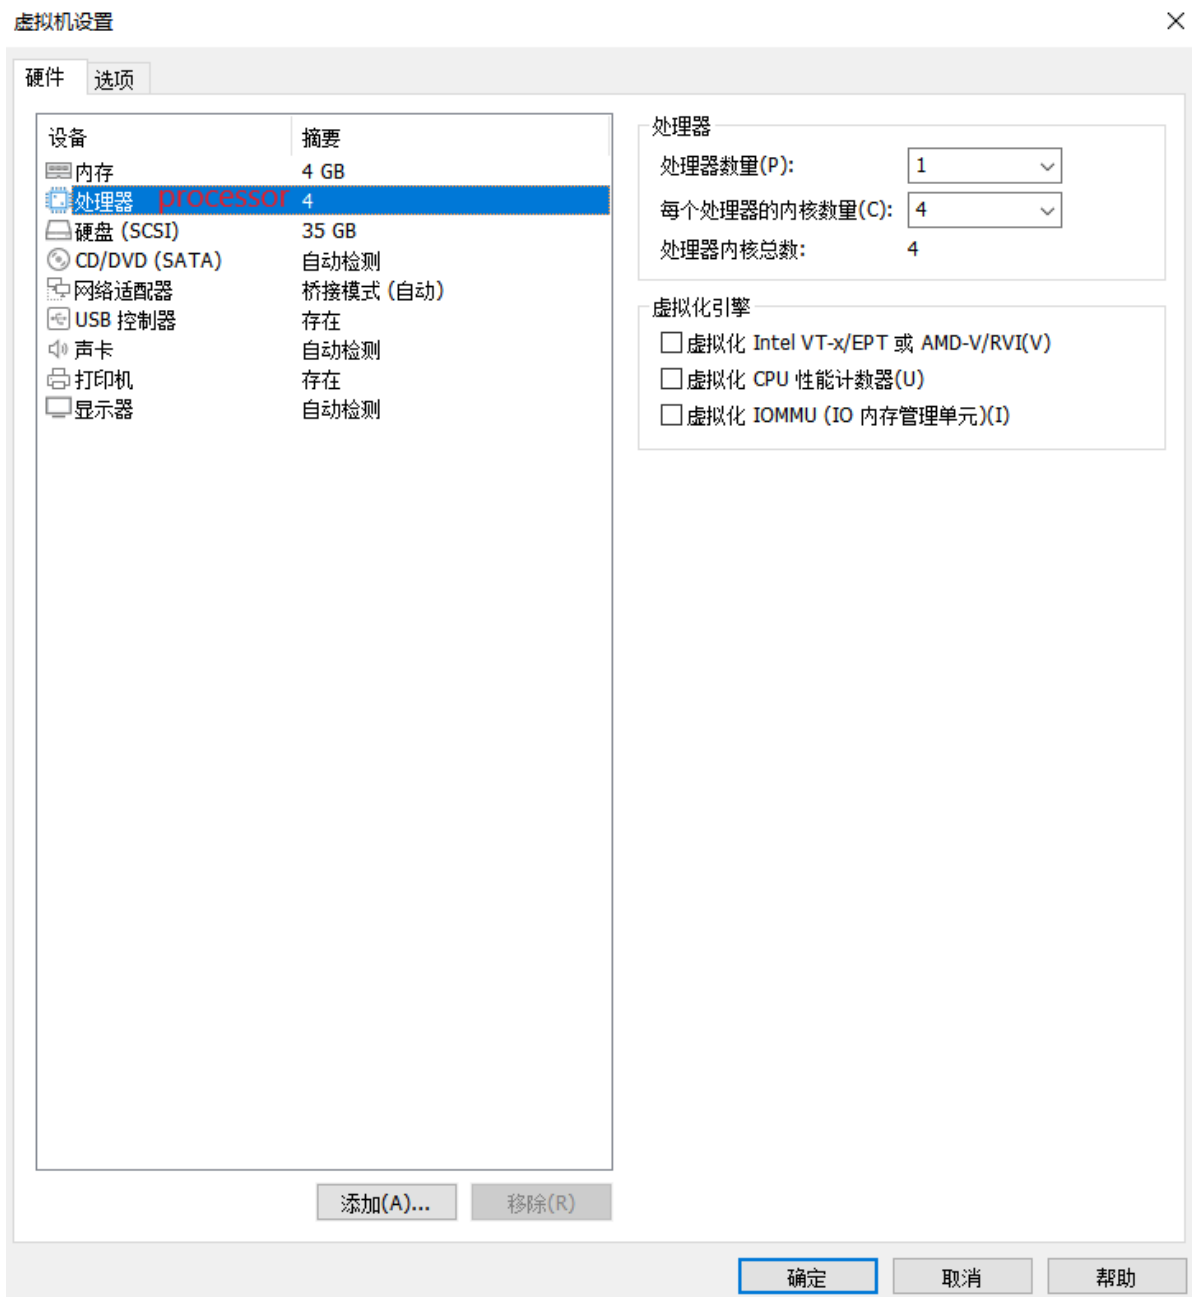 虚拟机设置
硬件 选项
设备 摘要
内存 4 GB
处理器 processor 4
硬盘 (SCSI) 35 GB
CD/DVD (SATA) 自动检测
网络适配器 桥接模式 (自动)
USB 控制器 存在
声卡 自动检测
打印机 存在
显示器 自动检测
添加(A)... 移除(R)
处理器
处理器数量(P): 1
每个处理器的内核数量(C): 4
处理器内核总数: 4
虚拟化引擎
虚拟化 Intel VT-x/EPT 或 AMD-V/RVI(V)
虚拟化 CPU 性能计数器(U)
虚拟化 IOMMU (IO 内存管理单元)(I)
确定 取消 帮助